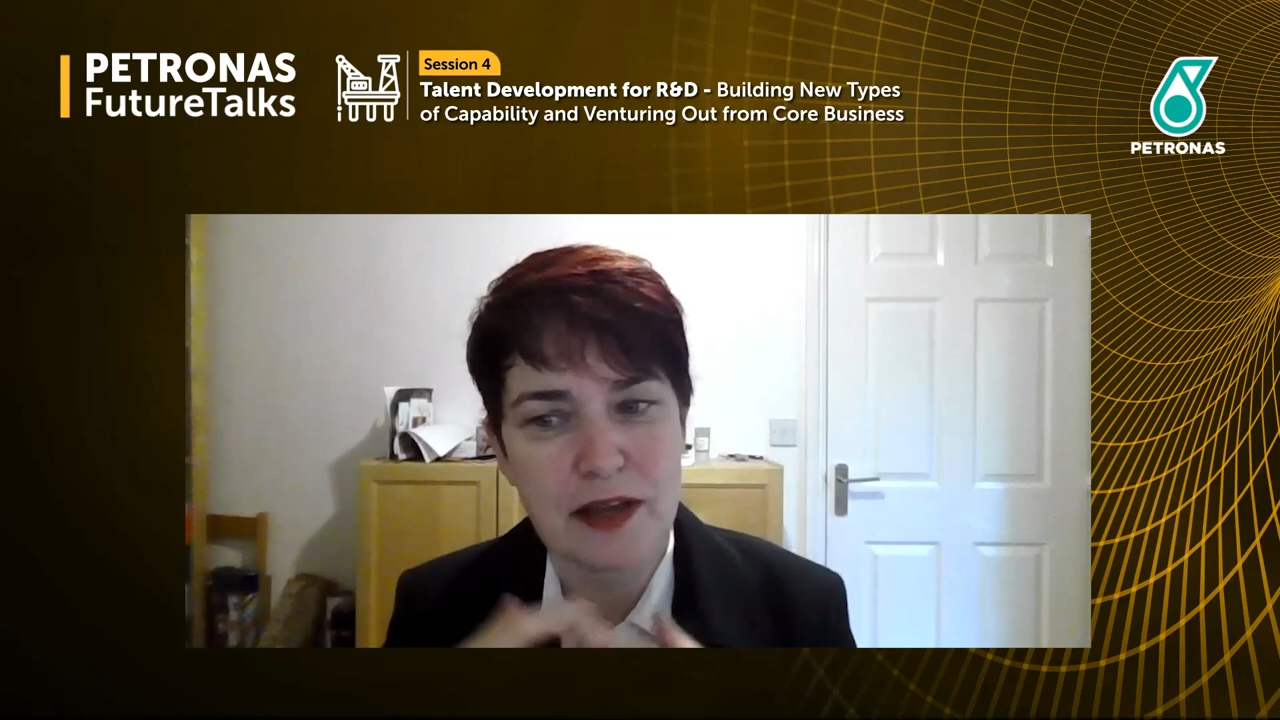 PETRONAS
FutureTalks
Session 4
Talent Development for R&D - Building New Types
of Capability and Venturing Out from Core Business
PETRONAS